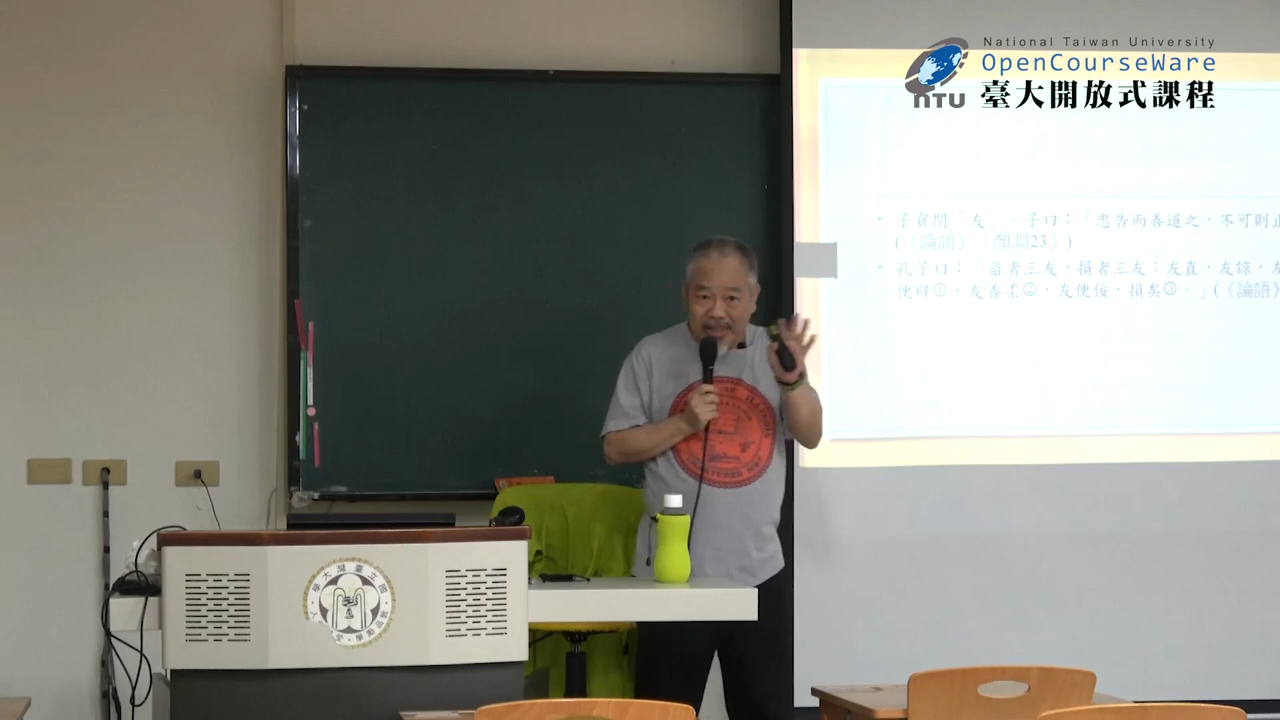 National Taiwan University
OpenCourseWare
NTU 臺大開放式課程
• 子貢問「友」。子曰：「忠告而善道之，不可則止
(《論語》〈顏淵23〉)
• 孔子曰：「益者三友，損者三友：友直，友諒，友
便辟①，友善柔②，友便佞，損矣③。」(《論語》